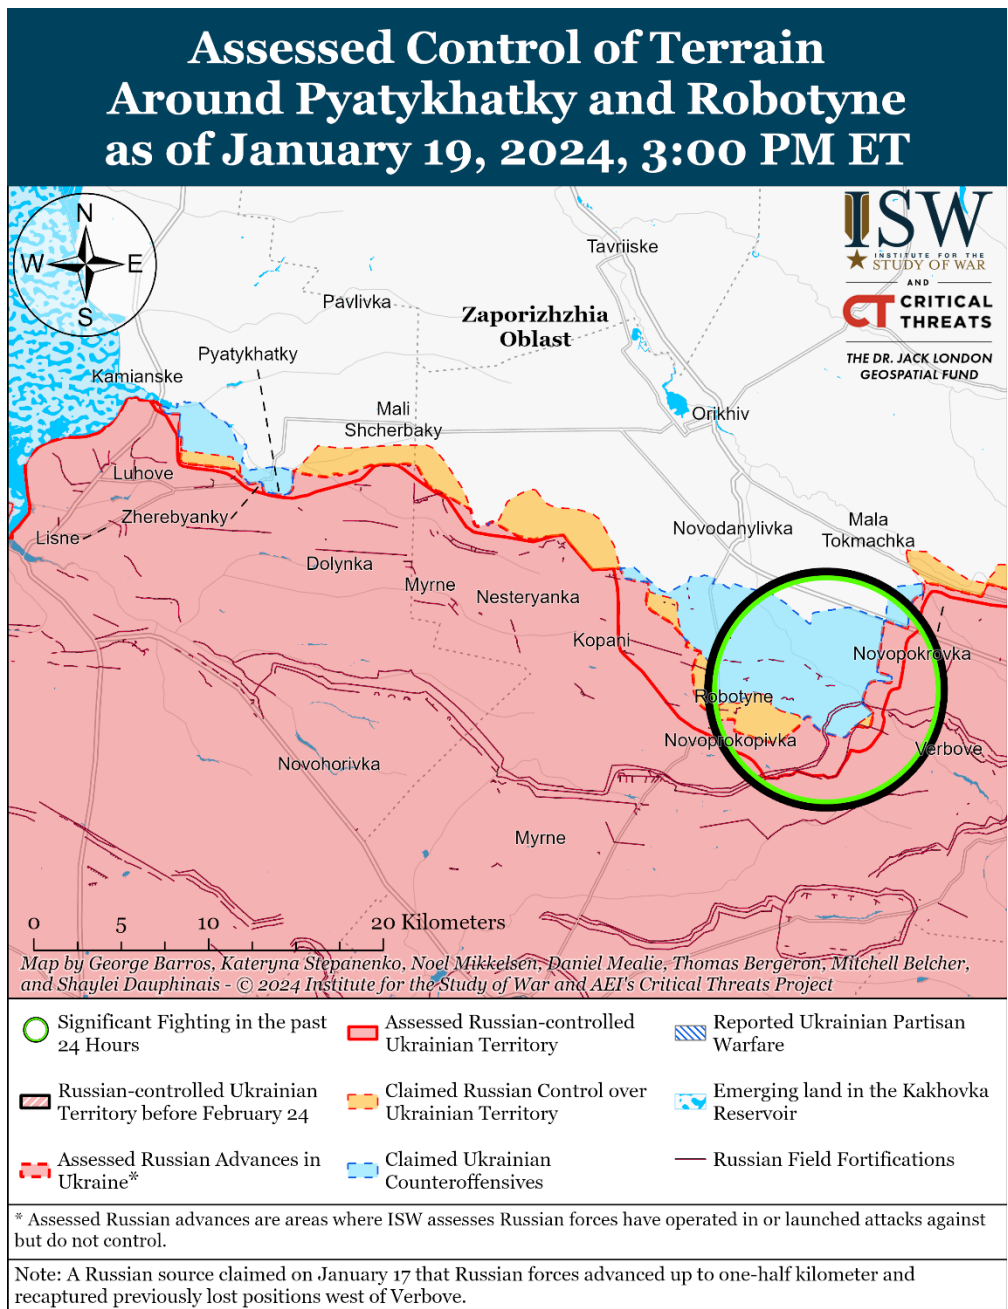 Assessed Control of Terrain
Around Pyatykhatky and Robotyne
as of January 19, 2024, 3:00 PM ET
N
W
E
S
ISW
INSTITUTE FOR THE
STUDY OF WAR
AND
CT CRITICAL
THREATS
THE DR. JACK LONDON
GEOSPATIAL FUND
Tavriiske
Pavlivka
Zaporizhzhia
Oblast
Pyatykhatky
Kamianske
Mali
Shcherbaky
Orikhiv
Luhove
Zherebyanky
Lisne
Novodanylivka
Mala
Tokmachka
Dolynka
Myrne
Nesteryanka
Kopani
Novopokrovka
Robotyne
Novoprokopivka
Verbove
Novohorivka
Myrne
0 5 10 20 Kilometers
Map by George Barros, Kateryna Stepanenko, Noel Mikkelsen, Daniel Mealie, Thomas Bergeron, Mitchell Belcher,
and Shaylei Dauphinais - © 2024 Institute for the Study of War and AEI's Critical Threats Project
Significant Fighting in the past
24 Hours
Assessed Russian-controlled
Ukrainian Territory
Reported Ukrainian Partisan
Warfare
Russian-controlled Ukrainian
Territory before February 24
Claimed Russian Control over
Ukrainian Territory
Emerging land in the Kakhovka
Reservoir
Assessed Russian Advances in
Ukraine*
Claimed Ukrainian
Counteroffensives
Russian Field Fortifications
* Assessed Russian advances are areas where ISW assesses Russian forces have operated in or launched attacks against
but do not control.
Note: A Russian source claimed on January 17 that Russian forces advanced up to one-half kilometer and
recaptured previously lost positions west of Verbove.